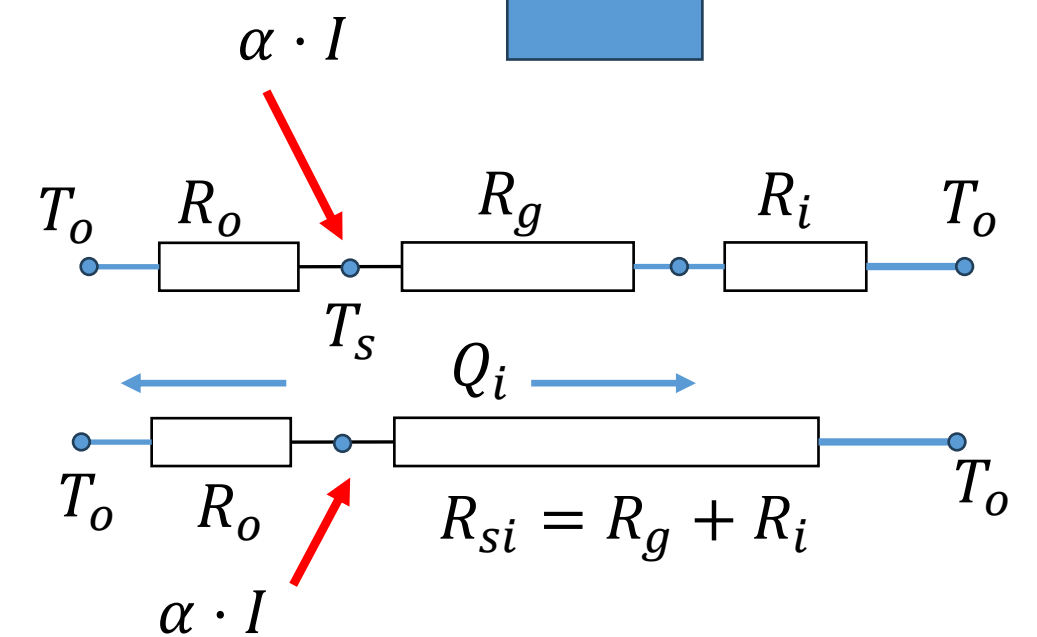 α · I
T_o R_o R_g R_i T_o
T_s
Q_i
T_o R_o R_si = R_g + R_i T_o
α · I